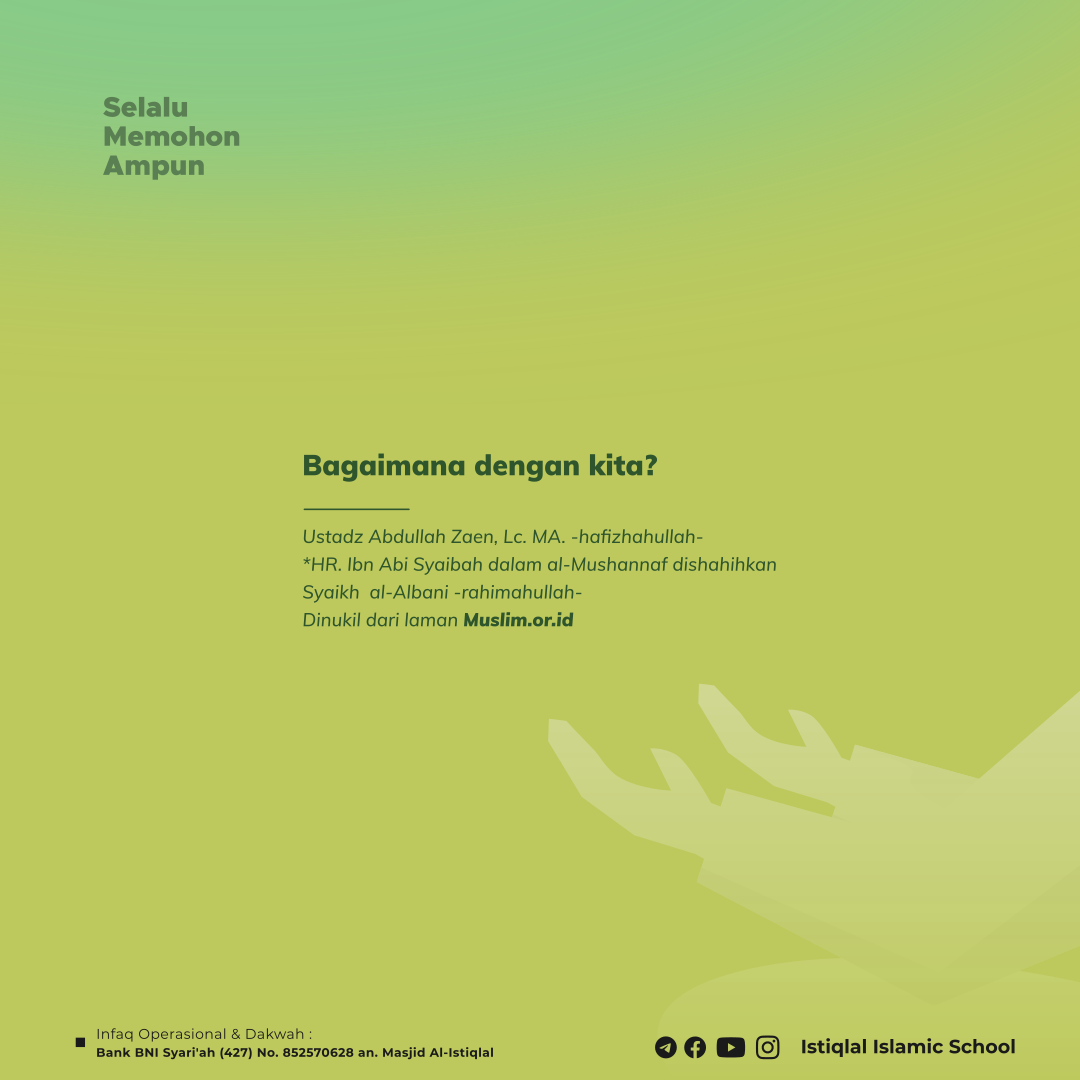 Selalu
Memohon
Ampun
Bagaimana dengan kita?
Ustadz Abdullah Zaen, Lc. MA. -hafizhahullah-
*HR. Ibn Abi Syaibah dalam al-Mushannaf dishahihkan
Syaikh  al-Albani -rahimahullah-
Dinukil dari laman Muslim.or.id
Infaq Operasional & Dakwah :
Bank BNI Syari'ah (427) No. 852570628 an. Masjid Al-Istiqlal
Istiqlal Islamic School